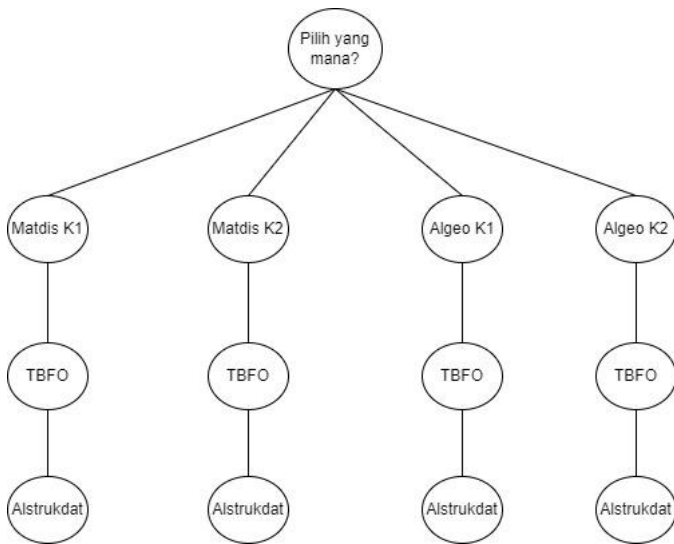 Pilih yang
mana?
Matdis K1
Matdis K2
Algeo K1
Algeo K2
TBFO
TBFO
TBFO
TBFO
Alstrukdat
Alstrukdat
Alstrukdat
Alstrukdat